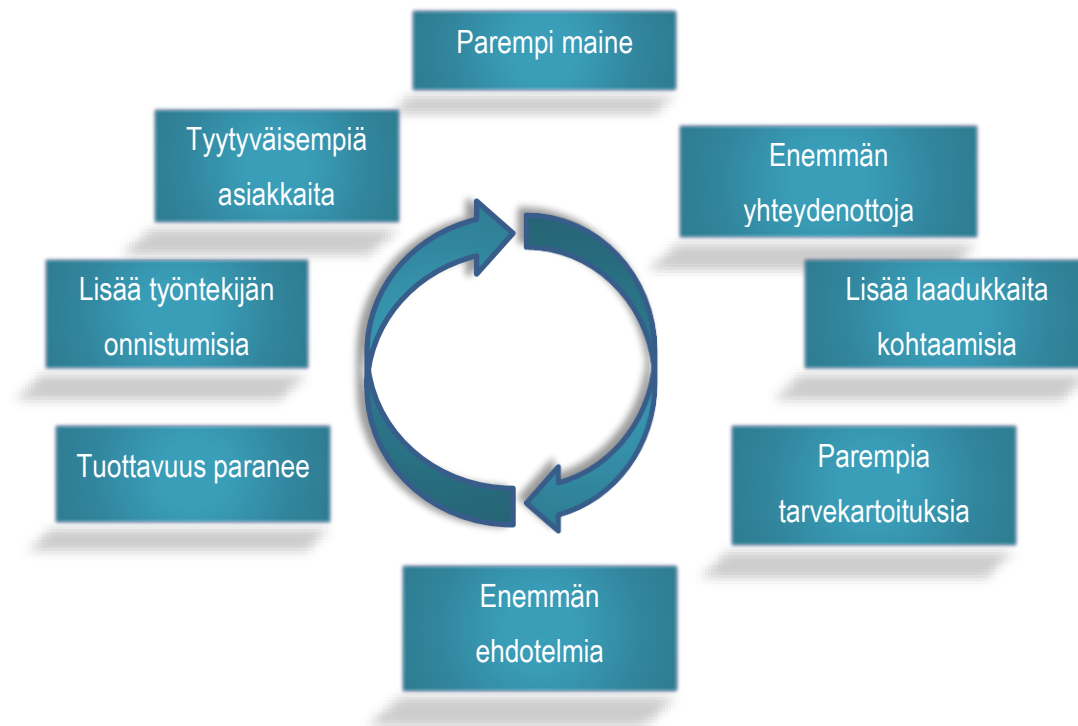 Parempi maine
Enemmän
yhteydenottoja
Lisää laadukkaita
kohtaamisia
Parempia
tarvekartoituksia
Enemmän
ehdotelmia
Tuottavuus paranee
Lisää työntekijän
onnistumisia
Tyytyväisempiä
asiakkaita